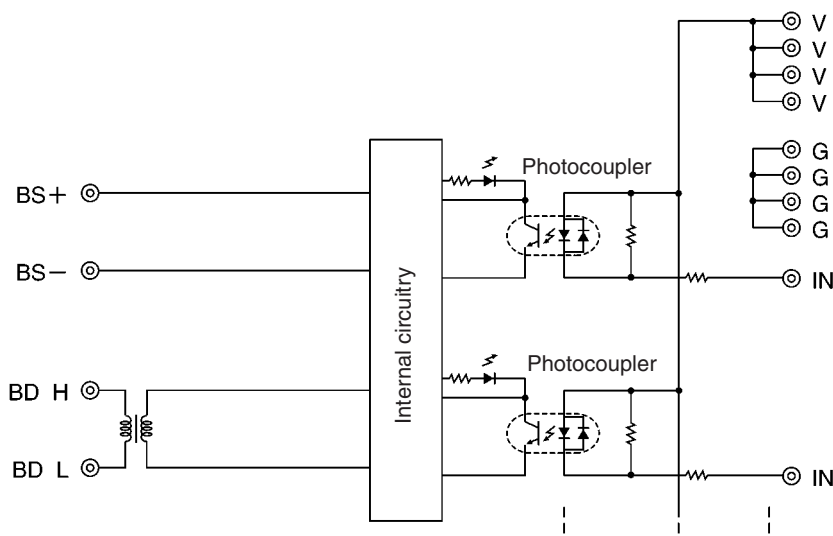 V
V
V
V
G
G
G
G
Photocoupler
BS+
BS−
IN
Internal circuitry
Photocoupler
BD H
BD L
IN